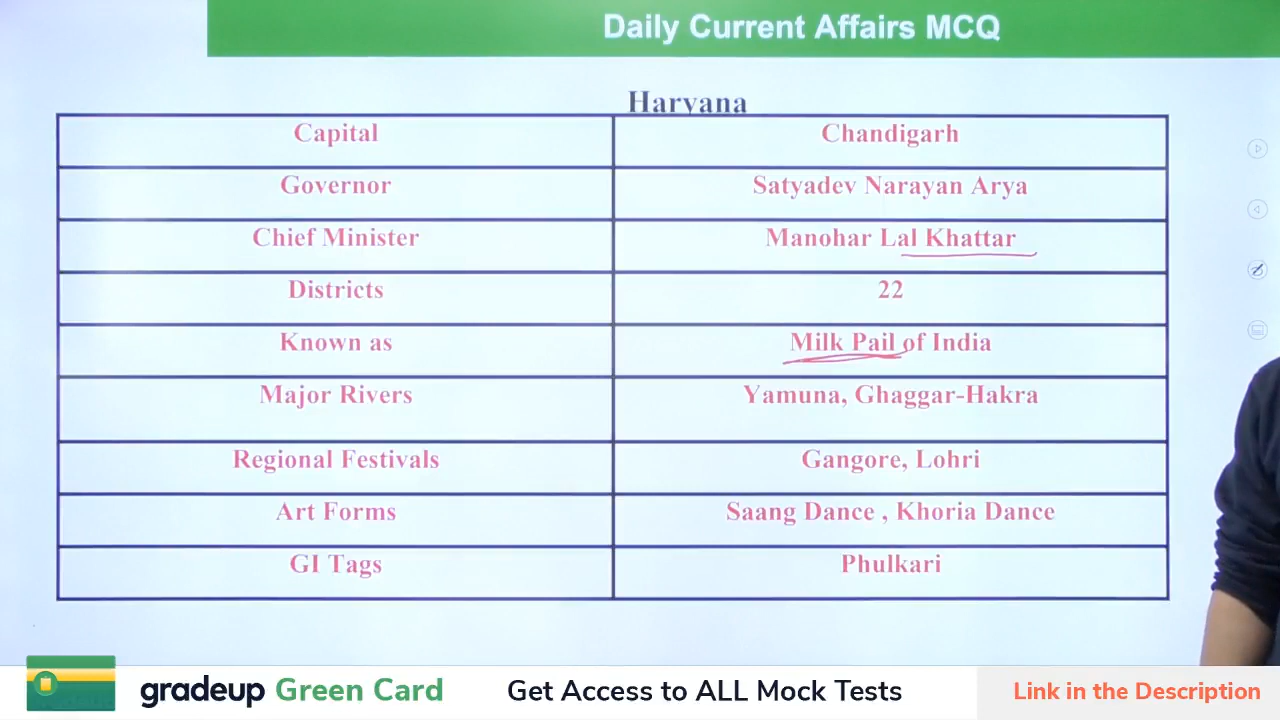 Daily Current Affairs MCQ
Haryana
Capital Chandigarh
Governor Satyadev Narayan Arya
Chief Minister Manohar Lal Khattar
Districts 22
Known as Milk Pail of India
Major Rivers Yamuna, Ghaggar-Hakra
Regional Festivals Gangore, Lohri
Art Forms Saang Dance , Khoria Dance
GI Tags Phulkari
gradeup Green Card Get Access to ALL Mock Tests Link in the Description